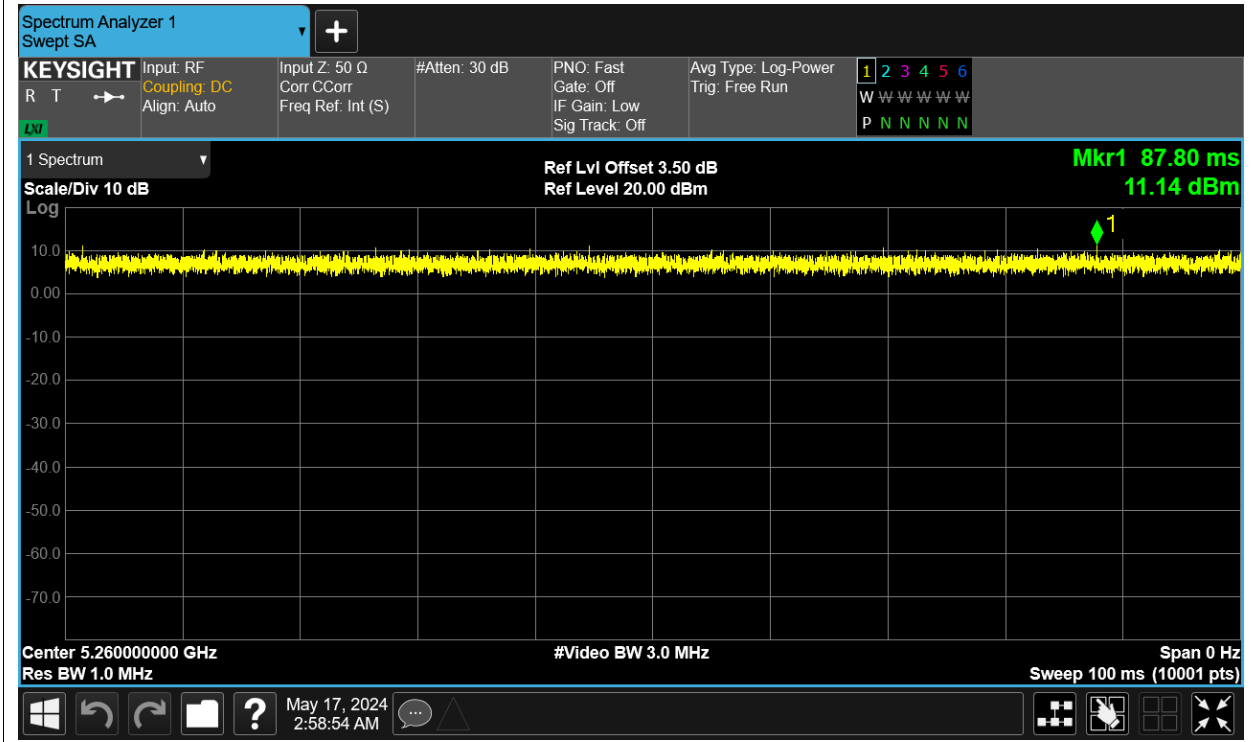 Spectrum Analyzer 1
Swept SA
KEYSIGHT
R T
LXI
Input: RF
Coupling: DC
Align: Auto
Input Z: 50 Ω
Corr CCorr
Freq Ref: Int (S)
#Atten: 30 dB
PNO: Fast
Gate: Off
IF Gain: Low
Sig Track: Off
Avg Type: Log-Power
Trig: Free Run
1 2 3 4 5 6
W W W W W W
P N N N N N
1 Spectrum
Scale/Div 10 dB
Log
Ref Lvl Offset 3.50 dB
Ref Level 20.00 dBm
Mkr1 87.80 ms
11.14 dBm
1
10.0
0.00
-10.0
-20.0
-30.0
-40.0
-50.0
-60.0
-70.0
Center 5.260000000 GHz
Res BW 1.0 MHz
#Video BW 3.0 MHz
Span 0 Hz
Sweep 100 ms (10001 pts)
?
May 17, 2024
2:58:54 AM